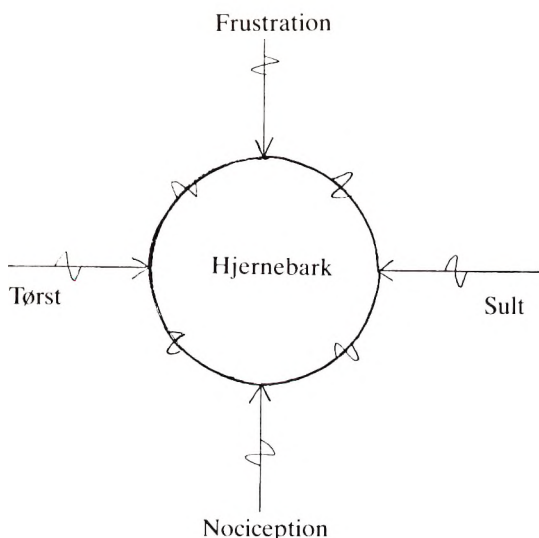 Frustration
Hjernebark
Tørst
Sult
Nociception